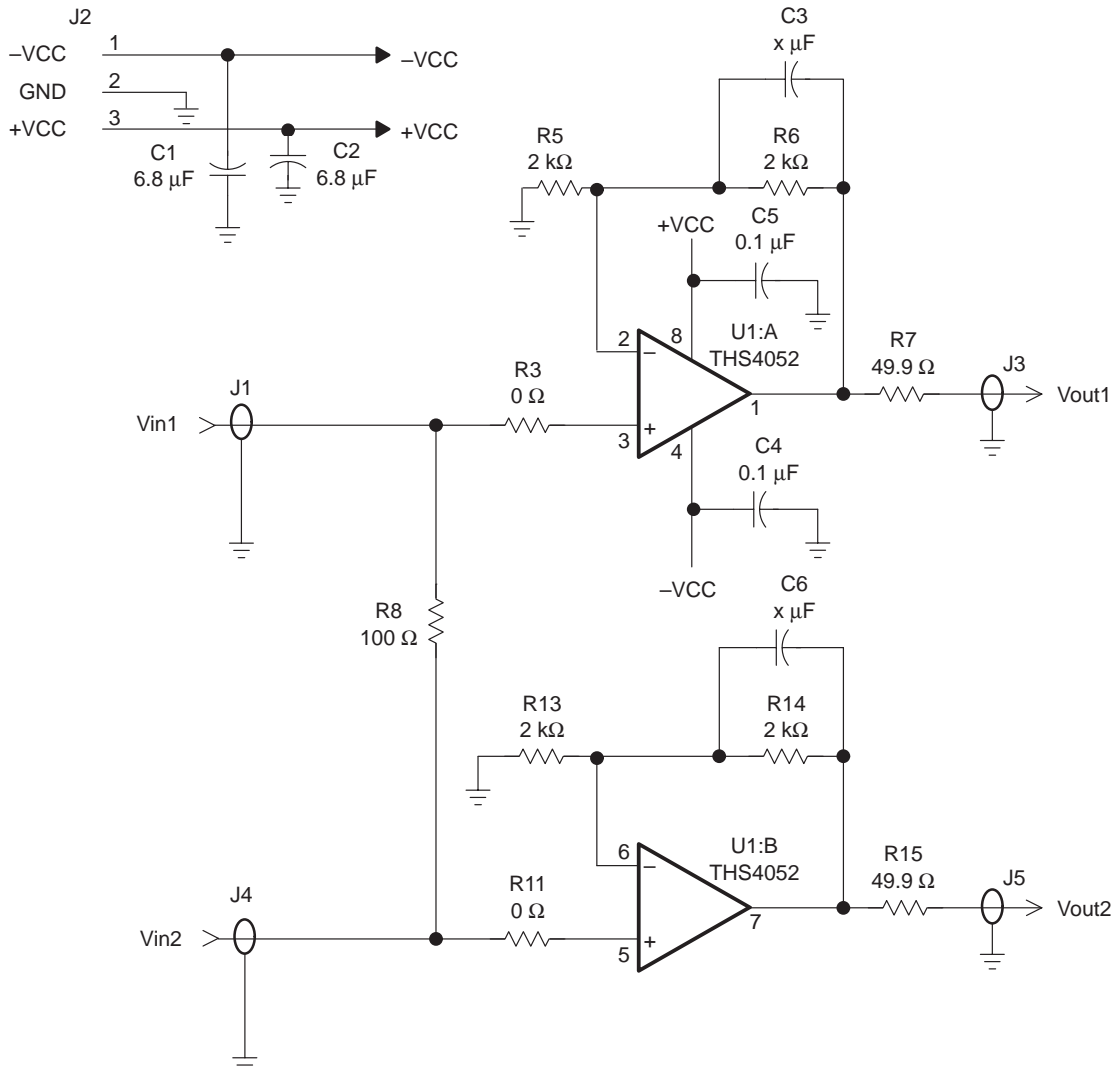 J2
–VCC
1
–VCC
GND
2
+VCC
3
+VCC
C1
6.8 μF
C2
6.8 μF
C3
x μF
R5
2 kΩ
R6
2 kΩ
C5
0.1 μF
+VCC
U1:A
THS4052
2
8
–
R7
49.9 Ω
J3
Vout1
1
R3
0 Ω
J1
Vin1
3
+
4
C4
0.1 μF
–VCC
R8
100 Ω
C6
x μF
R13
2 kΩ
R14
2 kΩ
U1:B
THS4052
6
–
R15
49.9 Ω
J5
Vout2
7
R11
0 Ω
J4
Vin2
5
+